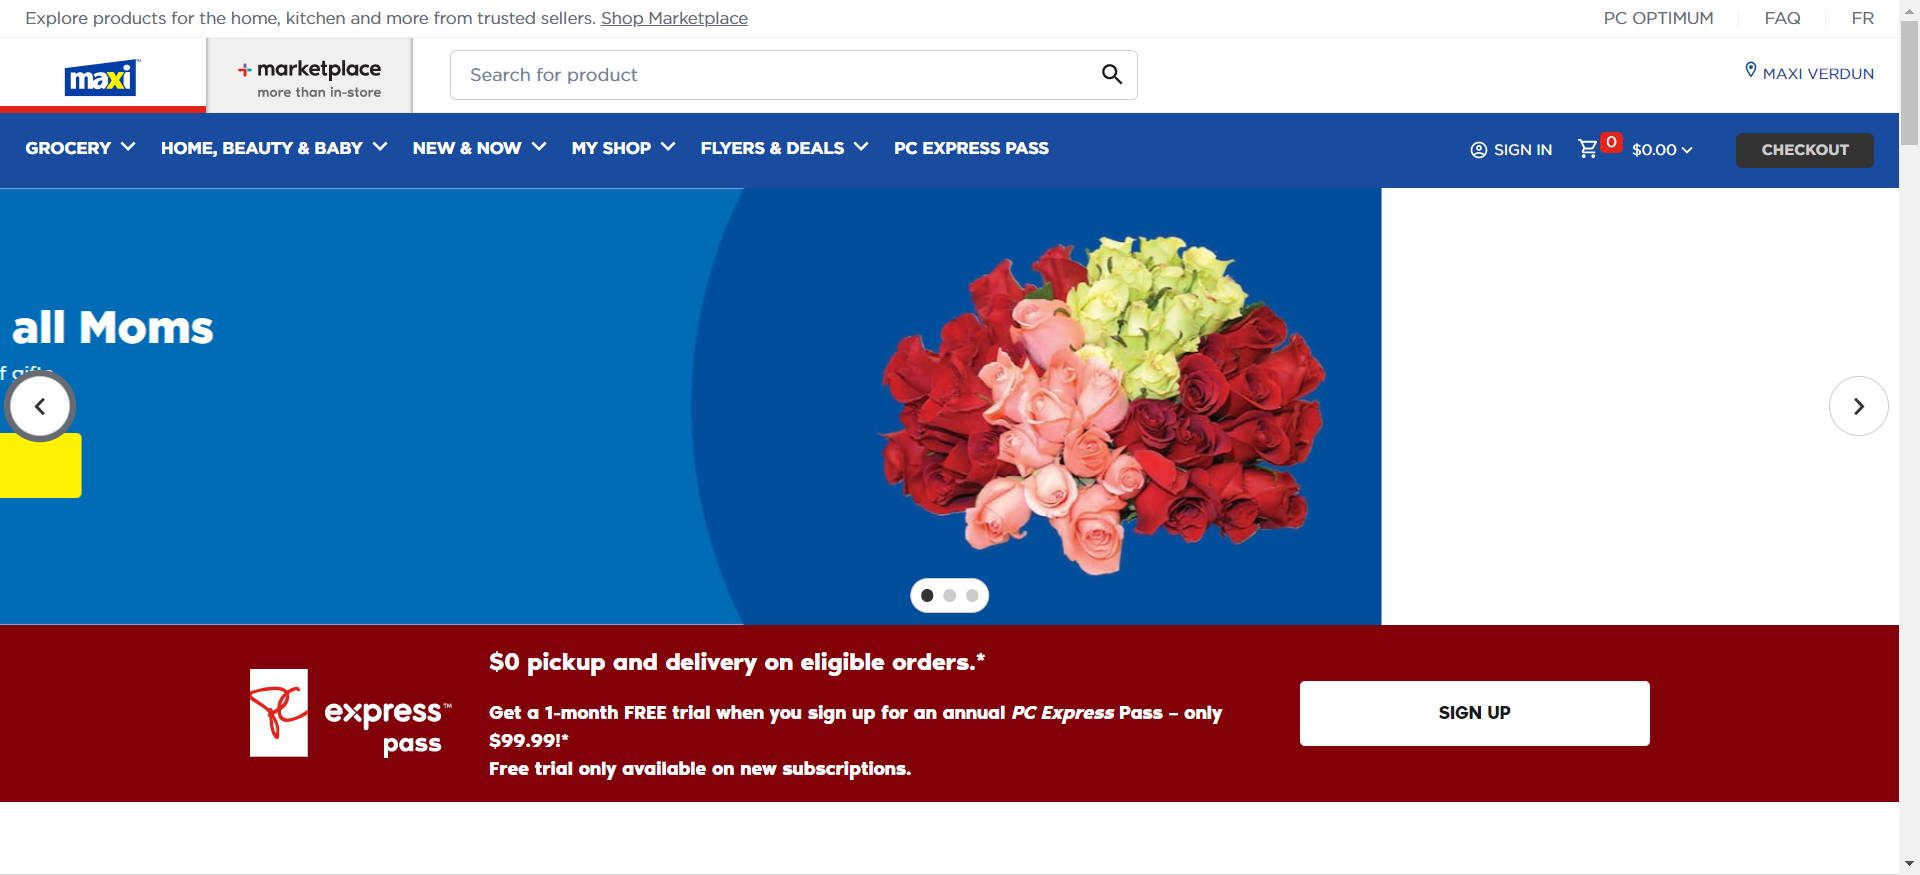 Explore products for the home, kitchen and more from trusted sellers. Shop Marketplace
PC OPTIMUM
FAQ
FR
maxi
marketplace
more than in-store
Search for product
MAXI VERDUN
GROCERY
HOME, BEAUTY & BABY
NEW & NOW
MY SHOP
FLYERS & DEALS
PC EXPRESS PASS
SIGN IN
0
$0.00
CHECKOUT
all Moms
PC express™
pass
$0 pickup and delivery on eligible orders.*
Get a 1-month FREE trial when you sign up for an annual PC Express Pass – only
$99.99!*
Free trial only available on new subscriptions.
SIGN UP